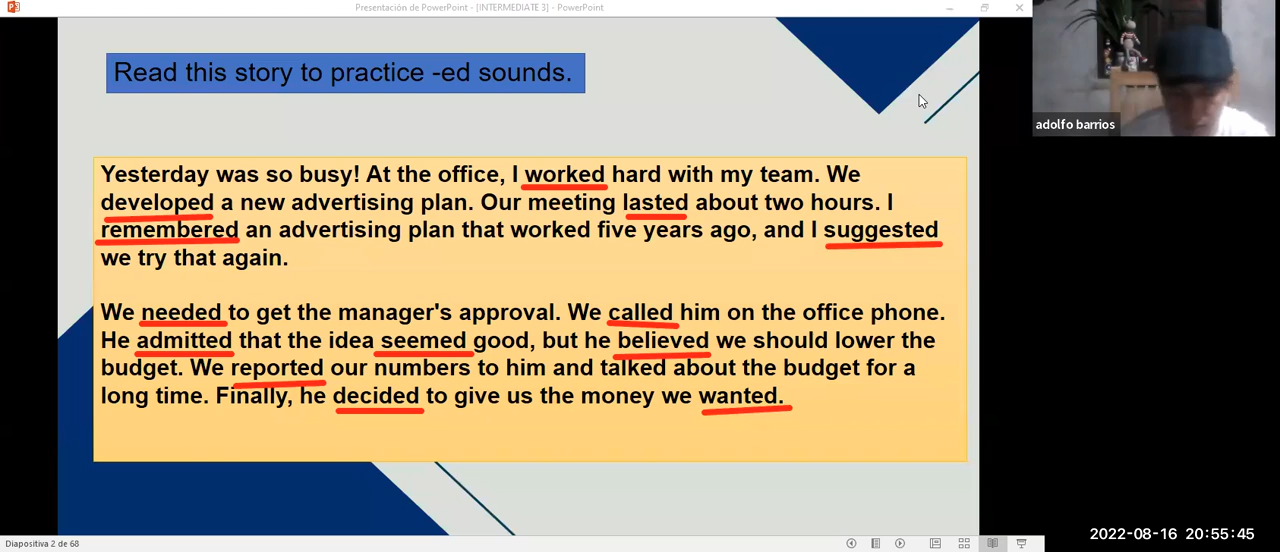 Presentación de PowerPoint - [INTERMEDIATE 3] - PowerPoint
Read this story to practice -ed sounds.
adolfo barrios
Yesterday was so busy! At the office, I worked hard with my team. We
developed a new advertising plan. Our meeting lasted about two hours. I
remembered an advertising plan that worked five years ago, and I suggested
we try that again.
We needed to get the manager's approval. We called him on the office phone.
He admitted that the idea seemed good, but he believed we should lower the
budget. We reported our numbers to him and talked about the budget for a
long time. Finally, he decided to give us the money we wanted.
Diapositiva 2 de 68
2022-08-16 20:55:45